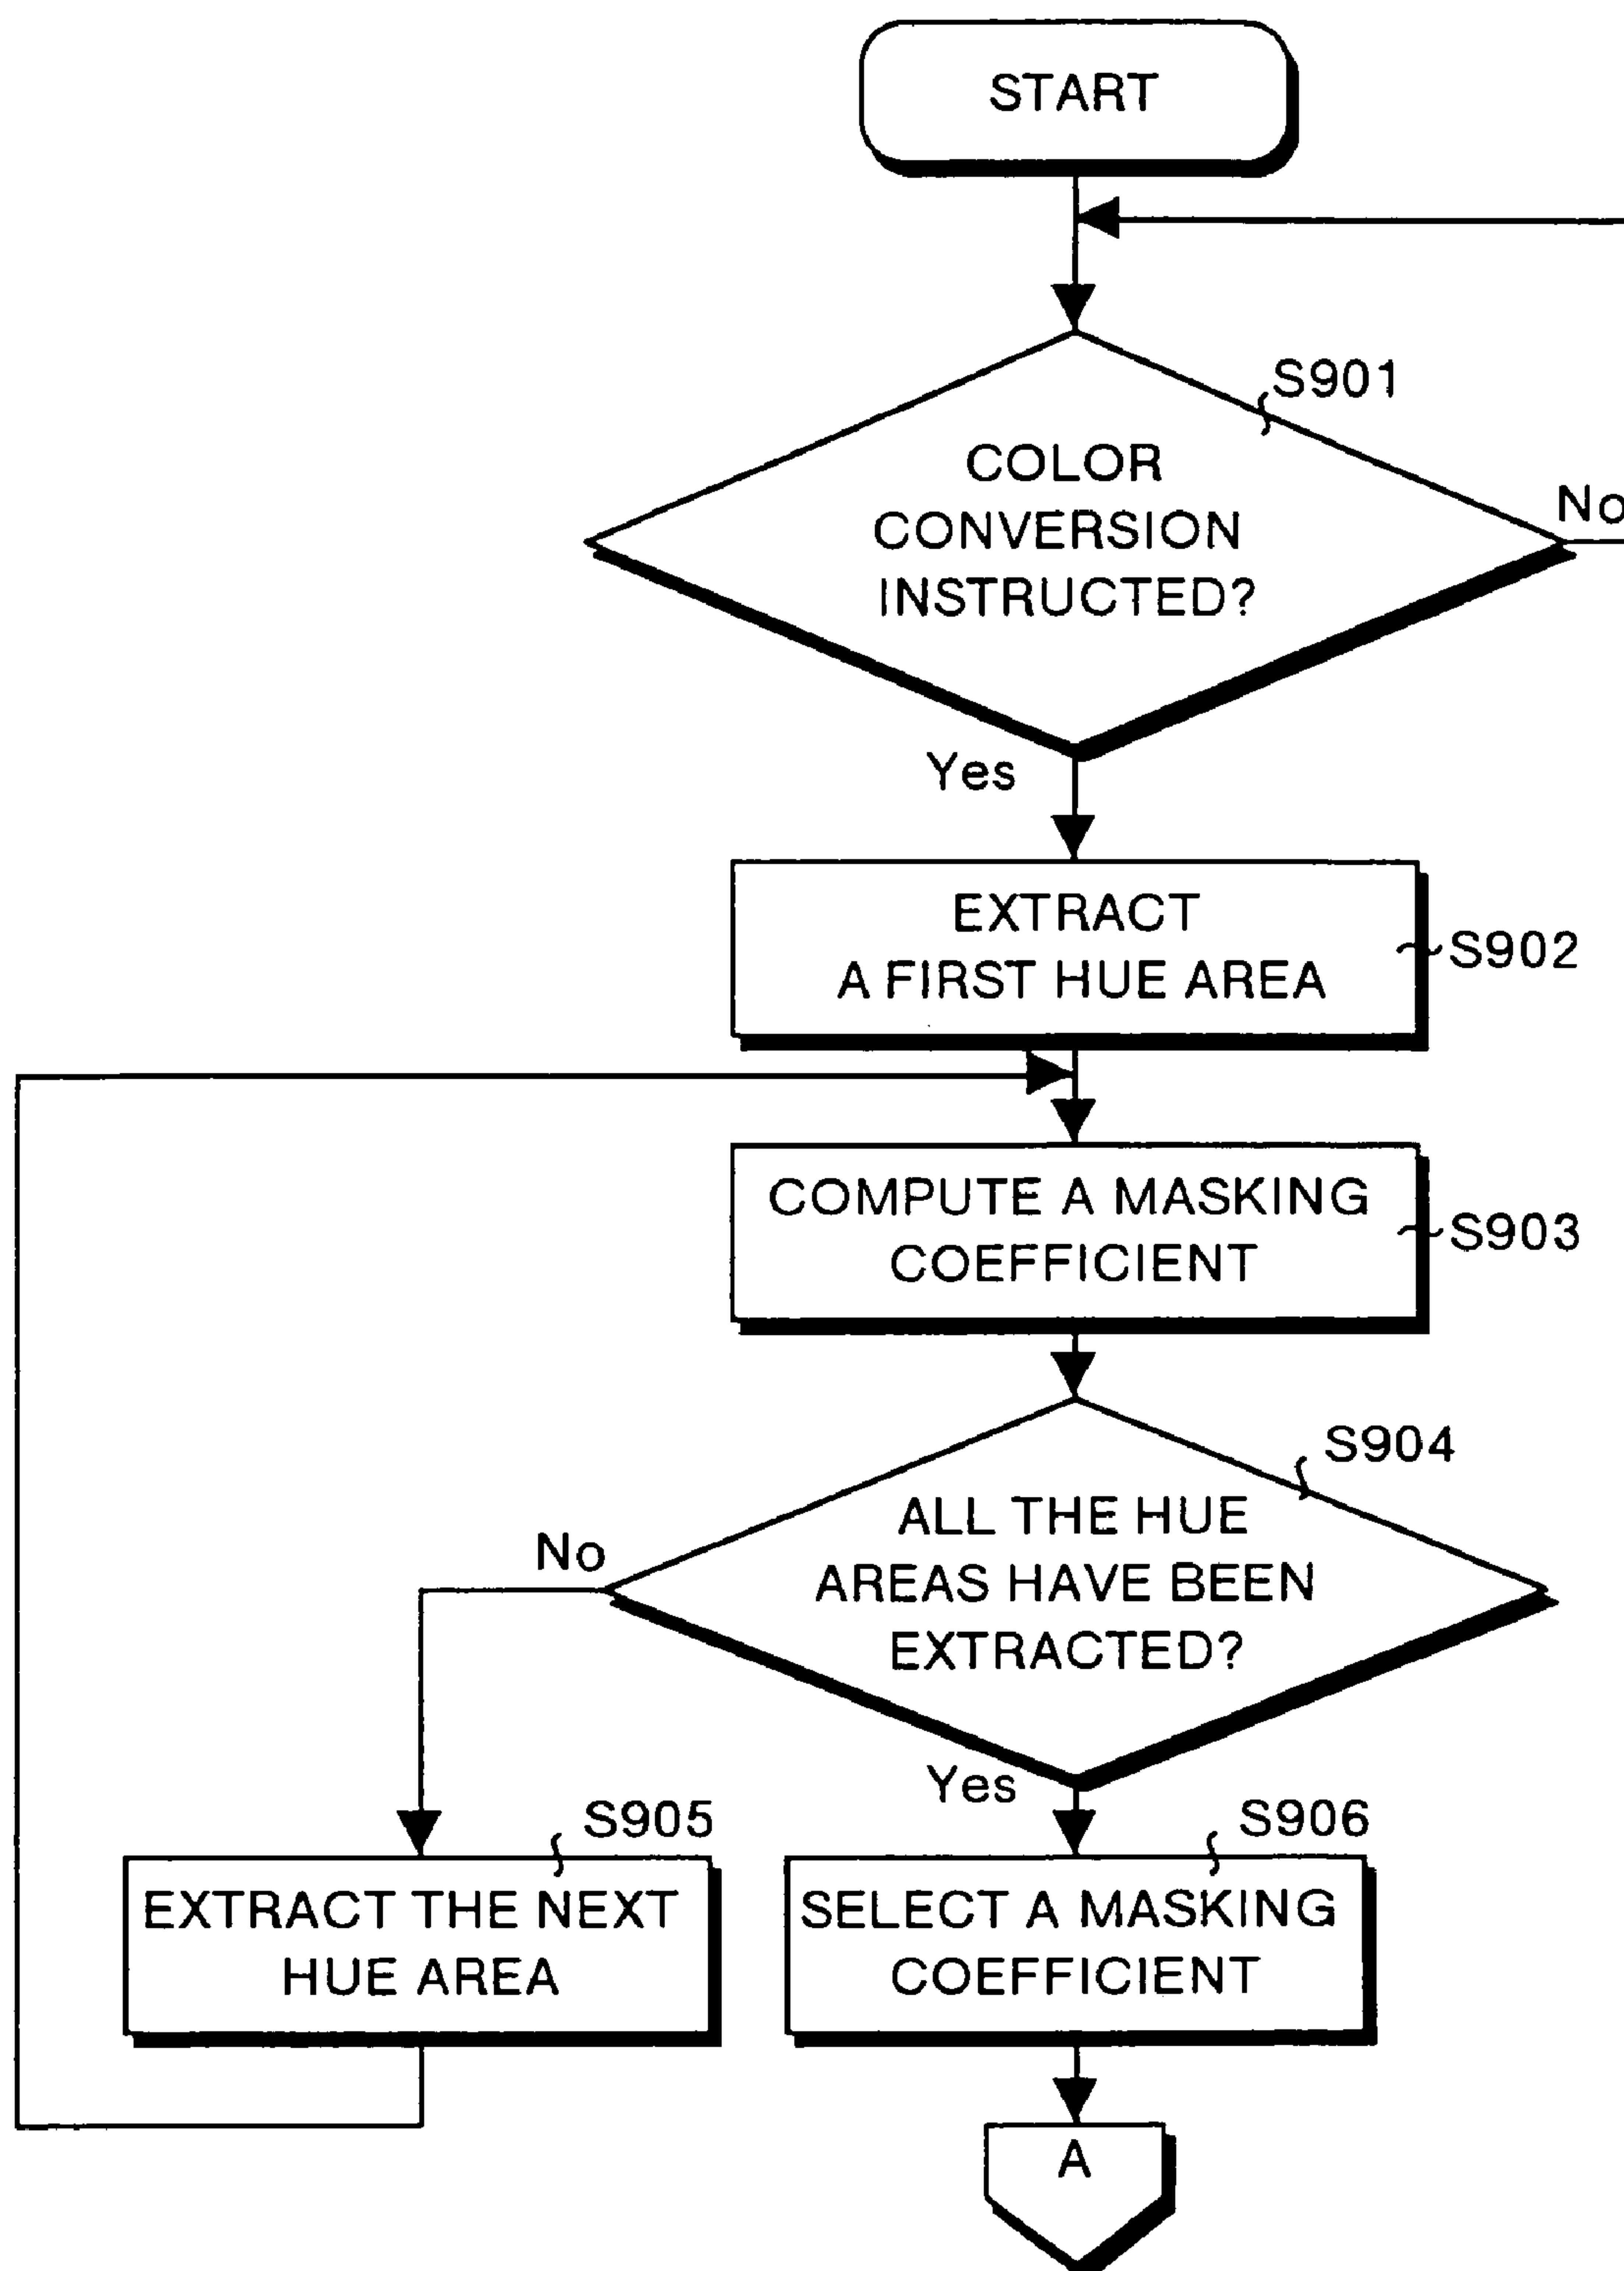 START
S901
COLOR
CONVERSION
INSTRUCTED?
No
Yes
EXTRACT
A FIRST HUE AREA
S902
COMPUTE A MASKING
COEFFICIENT
S903
S904
ALL THE HUE
AREAS HAVE BEEN
EXTRACTED?
No
Yes
S905
EXTRACT THE NEXT
HUE AREA
S906
SELECT A MASKING
COEFFICIENT
A